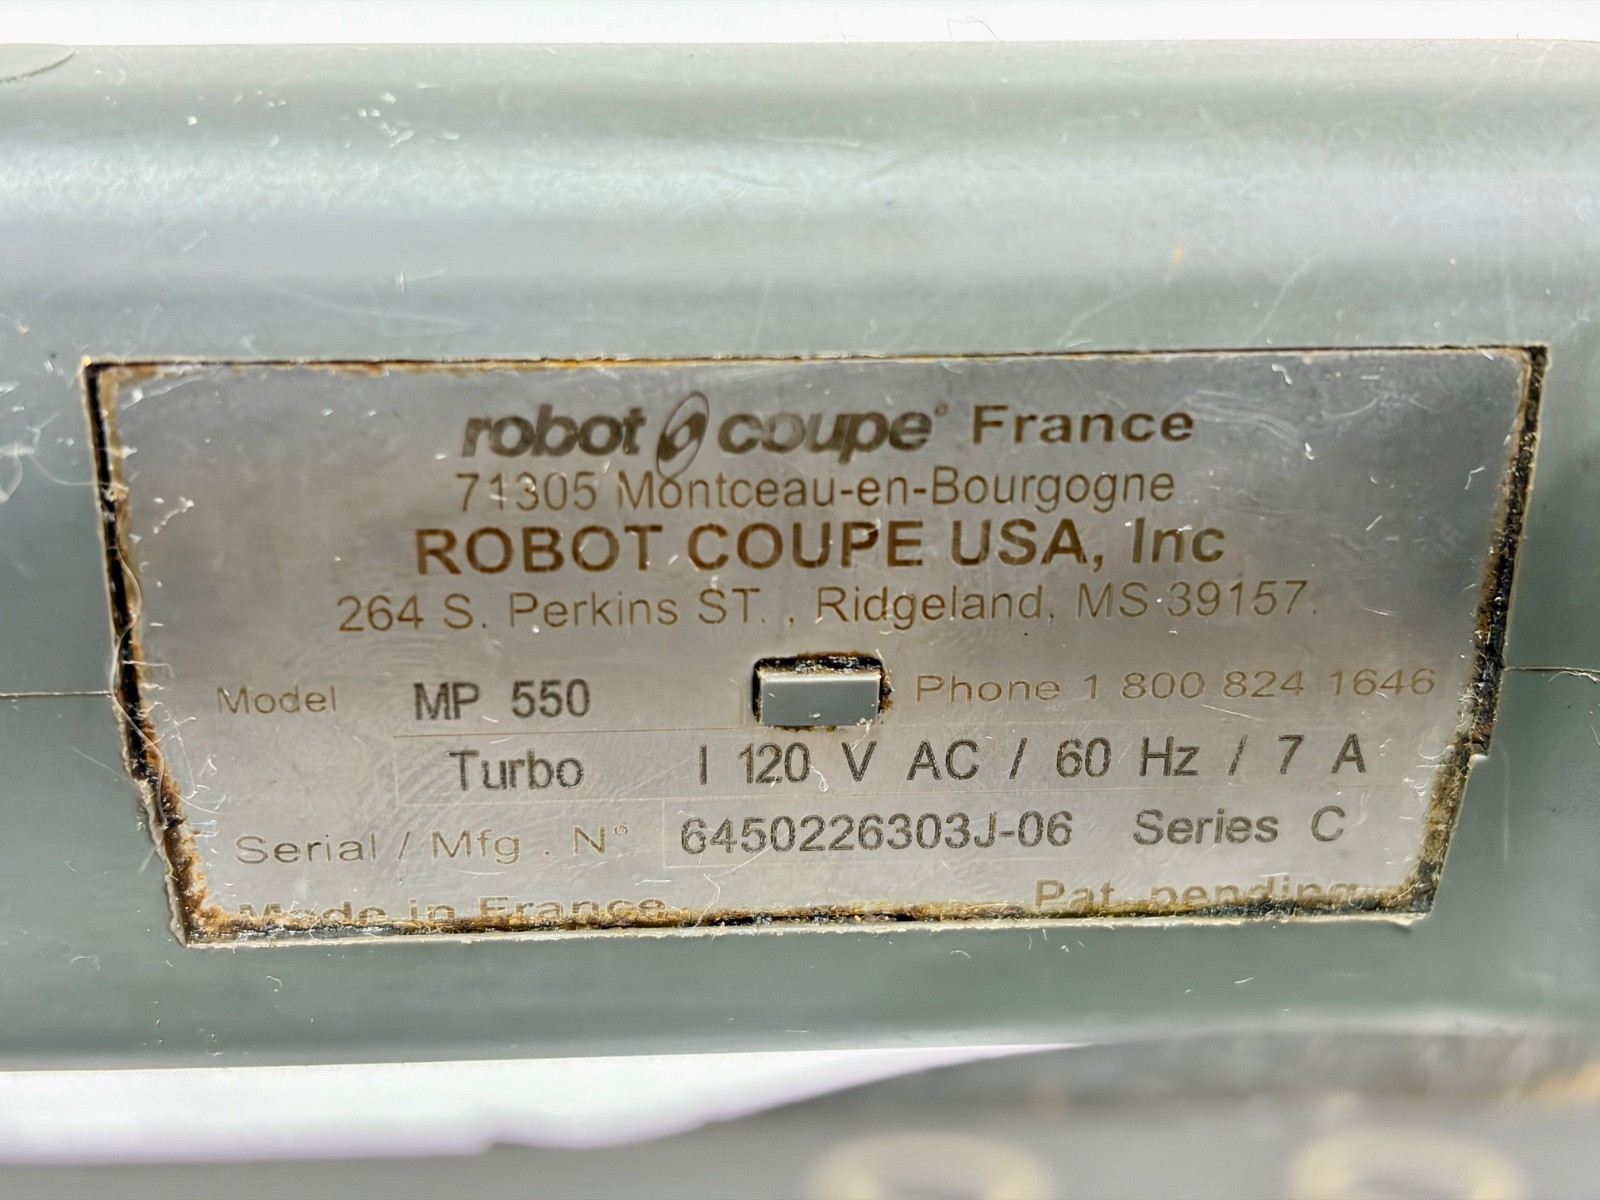 robot coupe® France
71305 Montceau-en-Bourgogne
ROBOT COUPE USA, Inc
264 S. Perkins ST. , Ridgeland, MS 39157.
Model MP 550 Phone 1 800 824 1646
Turbo I 120 V AC / 60 Hz / 7 A
Serial / Mfg . N° 6450226303J-06 Series C
Made in France Pat. pending